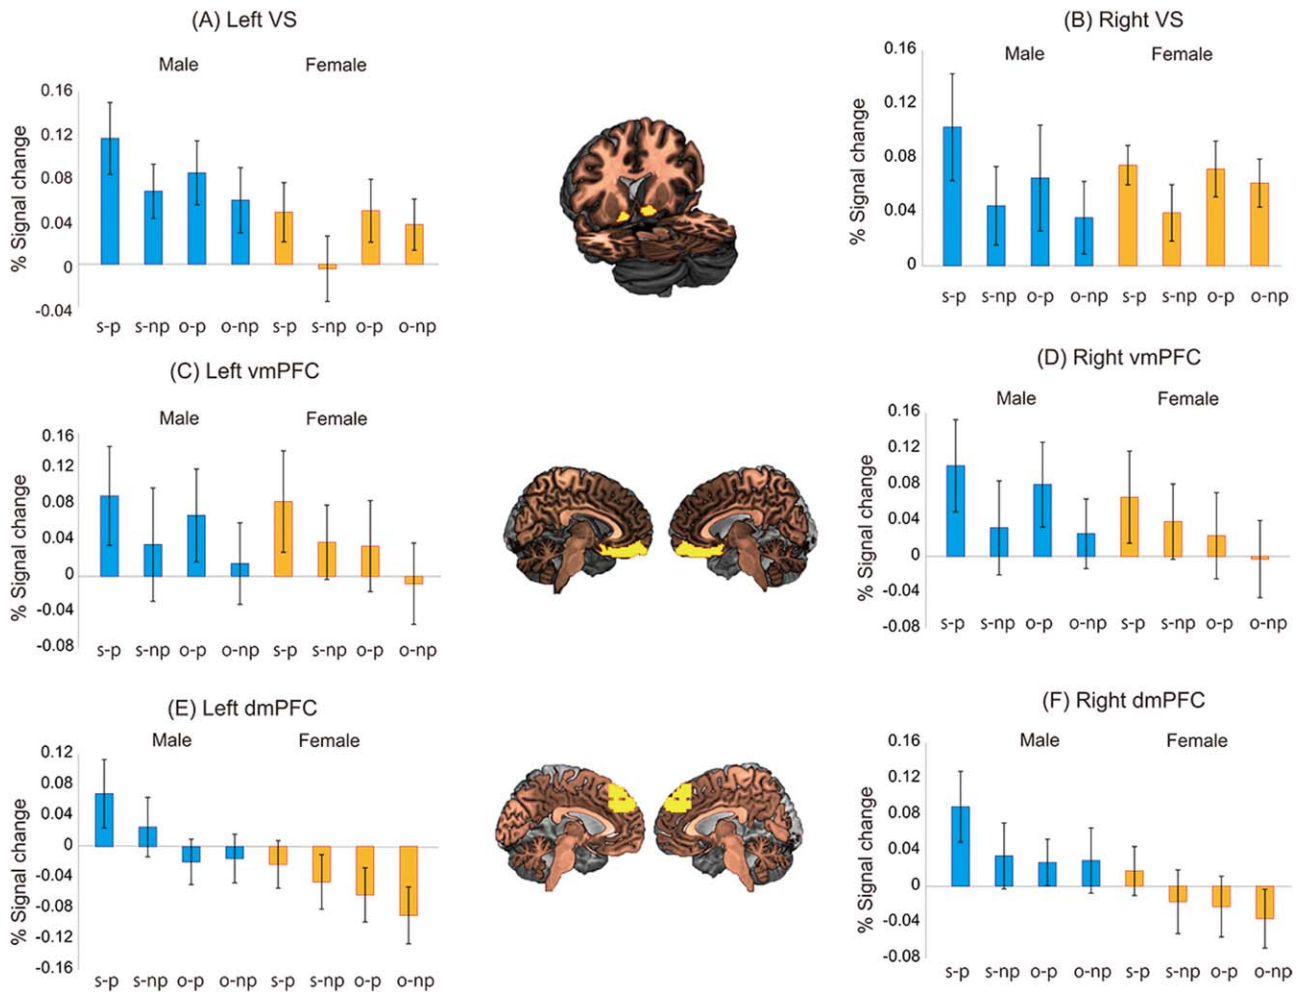 (A) Left VS
Male Female
% Signal change
0.16
0.12
0.08
0.04
0
-0.04
s-p s-np o-p o-np s-p s-np o-p o-np
(B) Right VS
Male Female
% Signal change
0.16
0.12
0.08
0.04
0
s-p s-np o-p o-np s-p s-np o-p o-np
(C) Left vmPFC
Male Female
% Signal change
0.16
0.12
0.08
0.04
0
-0.04
-0.08
s-p s-np o-p o-np s-p s-np o-p o-np
(D) Right vmPFC
Male Female
% Signal change
0.16
0.12
0.08
0.04
0
-0.04
-0.08
s-p s-np o-p o-np s-p s-np o-p o-np
(E) Left dmPFC
Male Female
% Signal change
0.12
0.08
0.04
0
-0.04
-0.08
-0.12
-0.16
s-p s-np o-p o-np s-p s-np o-p o-np
(F) Right dmPFC
Male Female
% Signal change
0.16
0.12
0.08
0.04
0
-0.04
-0.08
s-p s-np o-p o-np s-p s-np o-p o-np